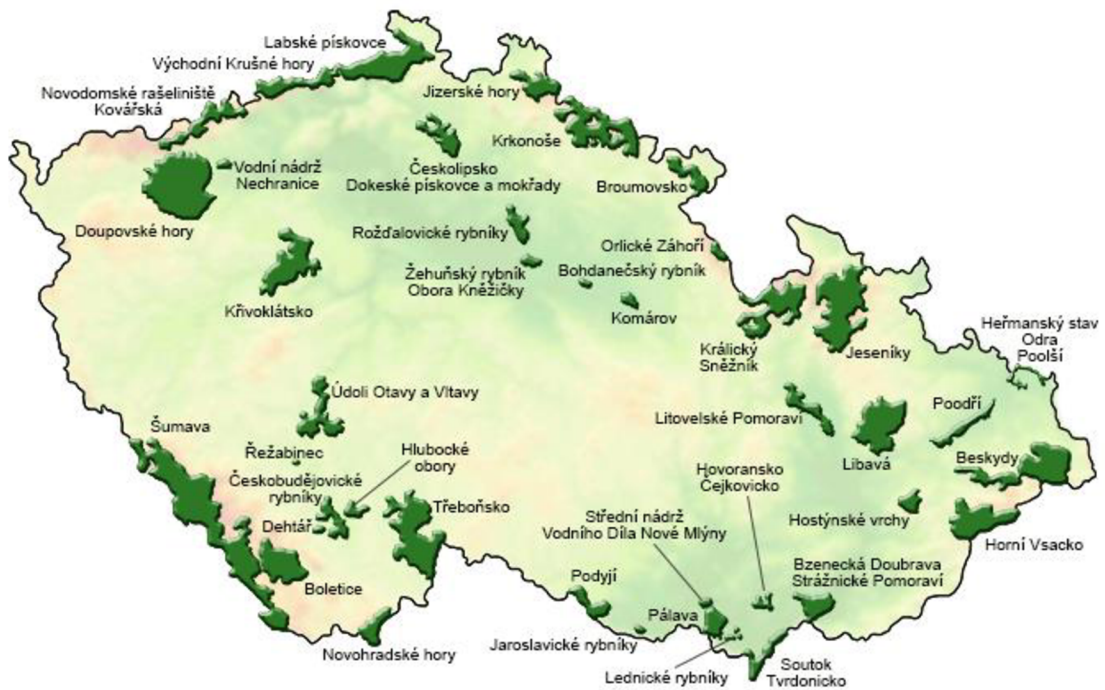 Labské pískovce
Východní Krušné hory
Novodomské rašeliniště
Kovářská
Jizerské hory
Krkonoše
Vodní nádrž
Nechranice
Českolipsko
Dokeské pískovce a mokřady
Broumovsko
Doupovské hory
Rožďalovické rybníky
Orlické Záhoří
Žehuňský rybník
Obora Kněžičky
Bohdanečský rybník
Křivoklátsko
Komárov
Králický
Sněžník
Jeseníky
Heřmanský stav
Odra
Poolší
Údoli Otavy a Vltavy
Litovelské Pomoraví
Poodří
Šumava
Řežabinec
Hlubocké
obory
Libavá
Beskydy
Hovoransko
Čejkovicko
Českobudějovické
rybníky
Dehtář
Třeboňsko
Střední nádrž
Vodního Díla Nové Mlýny
Hostýnské vrchy
Horní Vsacko
Boletice
Podyjí
Bzenecká Doubrava
Strážnické Pomoraví
Pálava
Novohradské hory
Jaroslavické rybníky
Lednické rybníky
Soutok
Tvrdonicko